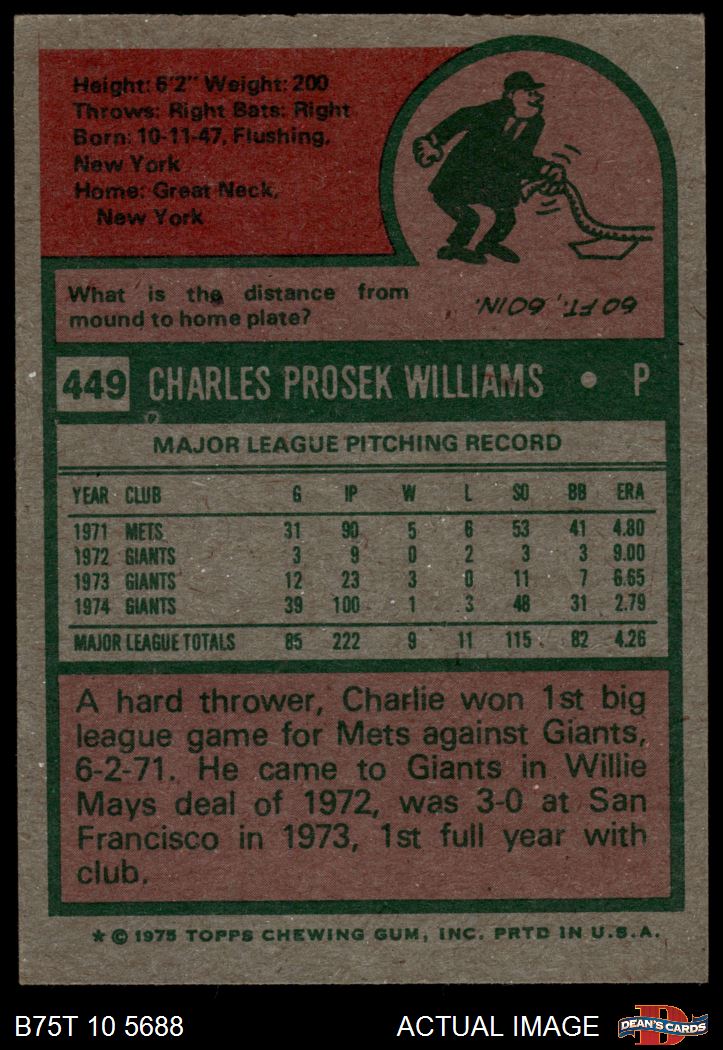 Height: 6'2" Weight: 200
Throws: Right Bats: Right
Born: 10-11-47, Flushing,
New York
Home: Great Neck,
New York
What is the distance from
mound to home plate?
60 FT., 60 IN.
449 CHARLES PROSEK WILLIAMS • P
MAJOR LEAGUE PITCHING RECORD
YEAR CLUB G IP W L SO BB ERA
1971 METS 31 90 5 6 53 41 4.80
1972 GIANTS 3 9 0 2 3 3 9.00
1973 GIANTS 12 23 3 0 11 7 6.65
1974 GIANTS 39 100 1 3 48 31 2.79
MAJOR LEAGUE TOTALS 85 222 9 11 115 82 4.26
A hard thrower, Charlie won 1st big
league game for Mets against Giants,
6-2-71. He came to Giants in Willie
Mays deal of 1972, was 3-0 at San
Francisco in 1973, 1st full year with
club.
* © 1975 TOPPS CHEWING GUM, INC. PRTD IN U.S.A.
B75T 10 5688 ACTUAL IMAGE
D
DEAN'S CARDS